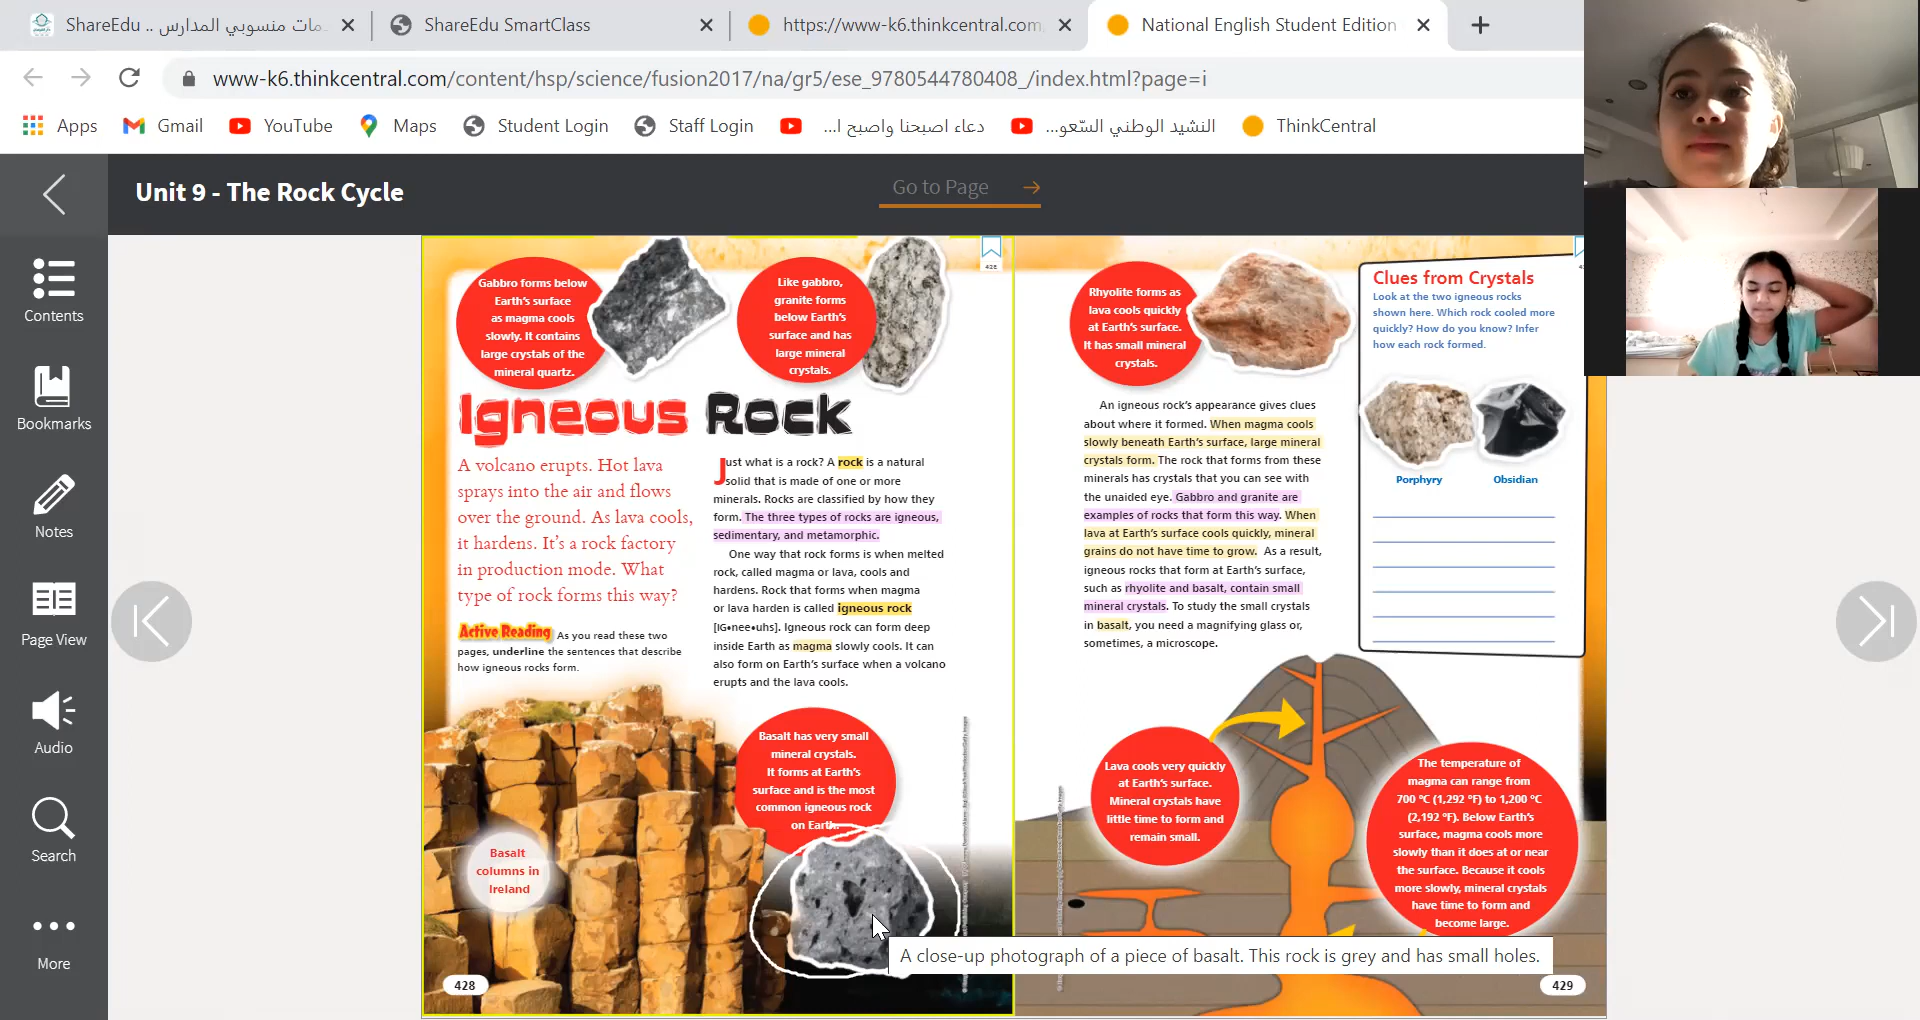 ShareEdu .. مات منسوبي المدارس
ShareEdu SmartClass
https://www-k6.thinkcentral.com
National English Student Edition
www-k6.thinkcentral.com/content/hsp/science/fusion2017/na/gr5/ese_9780544780408_/index.html?page=i
Apps
Gmail
YouTube
Maps
Student Login
Staff Login
دعاء اصبحنا واصبح ا...
النشيد الوطني السّعو...
ThinkCentral
Unit 9 - The Rock Cycle
Go to Page
Contents
Bookmarks
Notes
Page View
Audio
Search
More
Gabbro forms below
Earth's surface
as magma cools
slowly. It contains
large crystals of the
mineral quartz.
Like gabbro,
granite forms
below Earth's
surface and has
large mineral
crystals.
428
Igneous Rock
A volcano erupts. Hot lava
sprays into the air and flows
over the ground. As lava cools,
it hardens. It's a rock factory
in production mode. What
type of rock forms this way?
Active Reading As you read these two
pages, underline the sentences that describe
how igneous rocks form.
Just what is a rock? A rock is a natural
solid that is made of one or more
minerals. Rocks are classified by how they
form. The three types of rocks are igneous,
sedimentary, and metamorphic.
One way that rock forms is when melted
rock, called magma or lava, cools and
hardens. Rock that forms when magma
or lava harden is called igneous rock
[IG•nee•uhs]. Igneous rock can form deep
inside Earth as magma slowly cools. It can
also form on Earth's surface when a volcano
erupts and the lava cools.
Basalt has very small
mineral crystals.
It forms at Earth's
surface and is the most
common igneous rock
on Earth.
Basalt
columns in
Ireland
428
Rhyolite forms as
lava cools quickly
at Earth's surface.
It has small mineral
crystals.
An igneous rock's appearance gives clues
about where it formed. When magma cools
slowly beneath Earth's surface, large mineral
crystals form. The rock that forms from these
minerals has crystals that you can see with
the unaided eye. Gabbro and granite are
examples of rocks that form this way. When
lava at Earth's surface cools quickly, mineral
grains do not have time to grow. As a result,
igneous rocks that form at Earth's surface,
such as rhyolite and basalt, contain small
mineral crystals. To study the small crystals
in basalt, you need a magnifying glass or,
sometimes, a microscope.
Clues from Crystals
Look at the two igneous rocks
shown here. Which rock cooled more
quickly? How do you know? Infer
how each rock formed.
Porphyry
Obsidian
Lava cools very quickly
at Earth's surface.
Mineral crystals have
little time to form and
remain small.
The temperature of
magma can range from
700 °C (1,292 °F) to 1,200 °C
(2,192 °F). Below Earth's
surface, magma cools more
slowly than it does at or near
the surface. Because it cools
more slowly, mineral crystals
have time to form and
become large.
A close-up photograph of a piece of basalt. This rock is grey and has small holes.
429